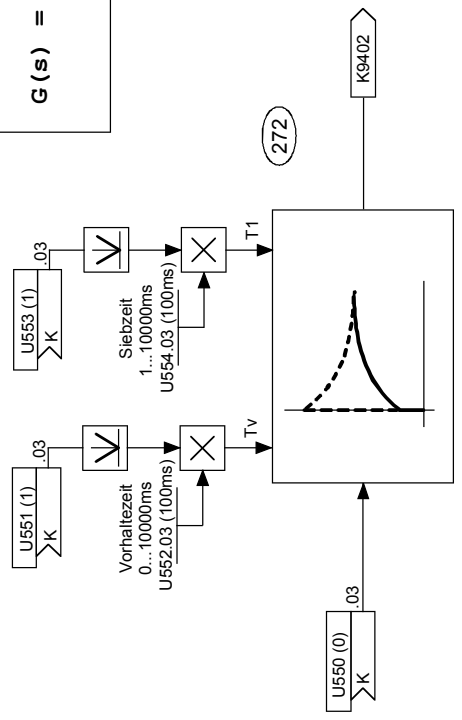 G(s) =
K9402
272
U553 (1)
K
.03
Siebzeit
1...10000ms
U554.03 (100ms)
T1
U551 (1)
K
.03
Vorhaltezeit
0...10000ms
U552.03 (100ms)
Tv
U550 (0)
K
.03